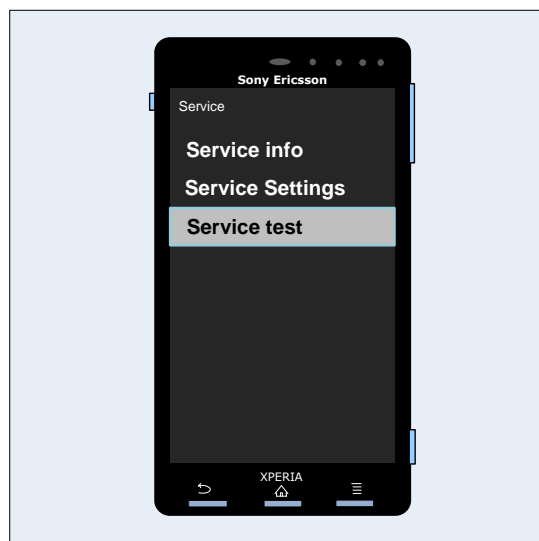 Sony Ericsson
Service
Service info
Service Settings
Service test
XPERIA